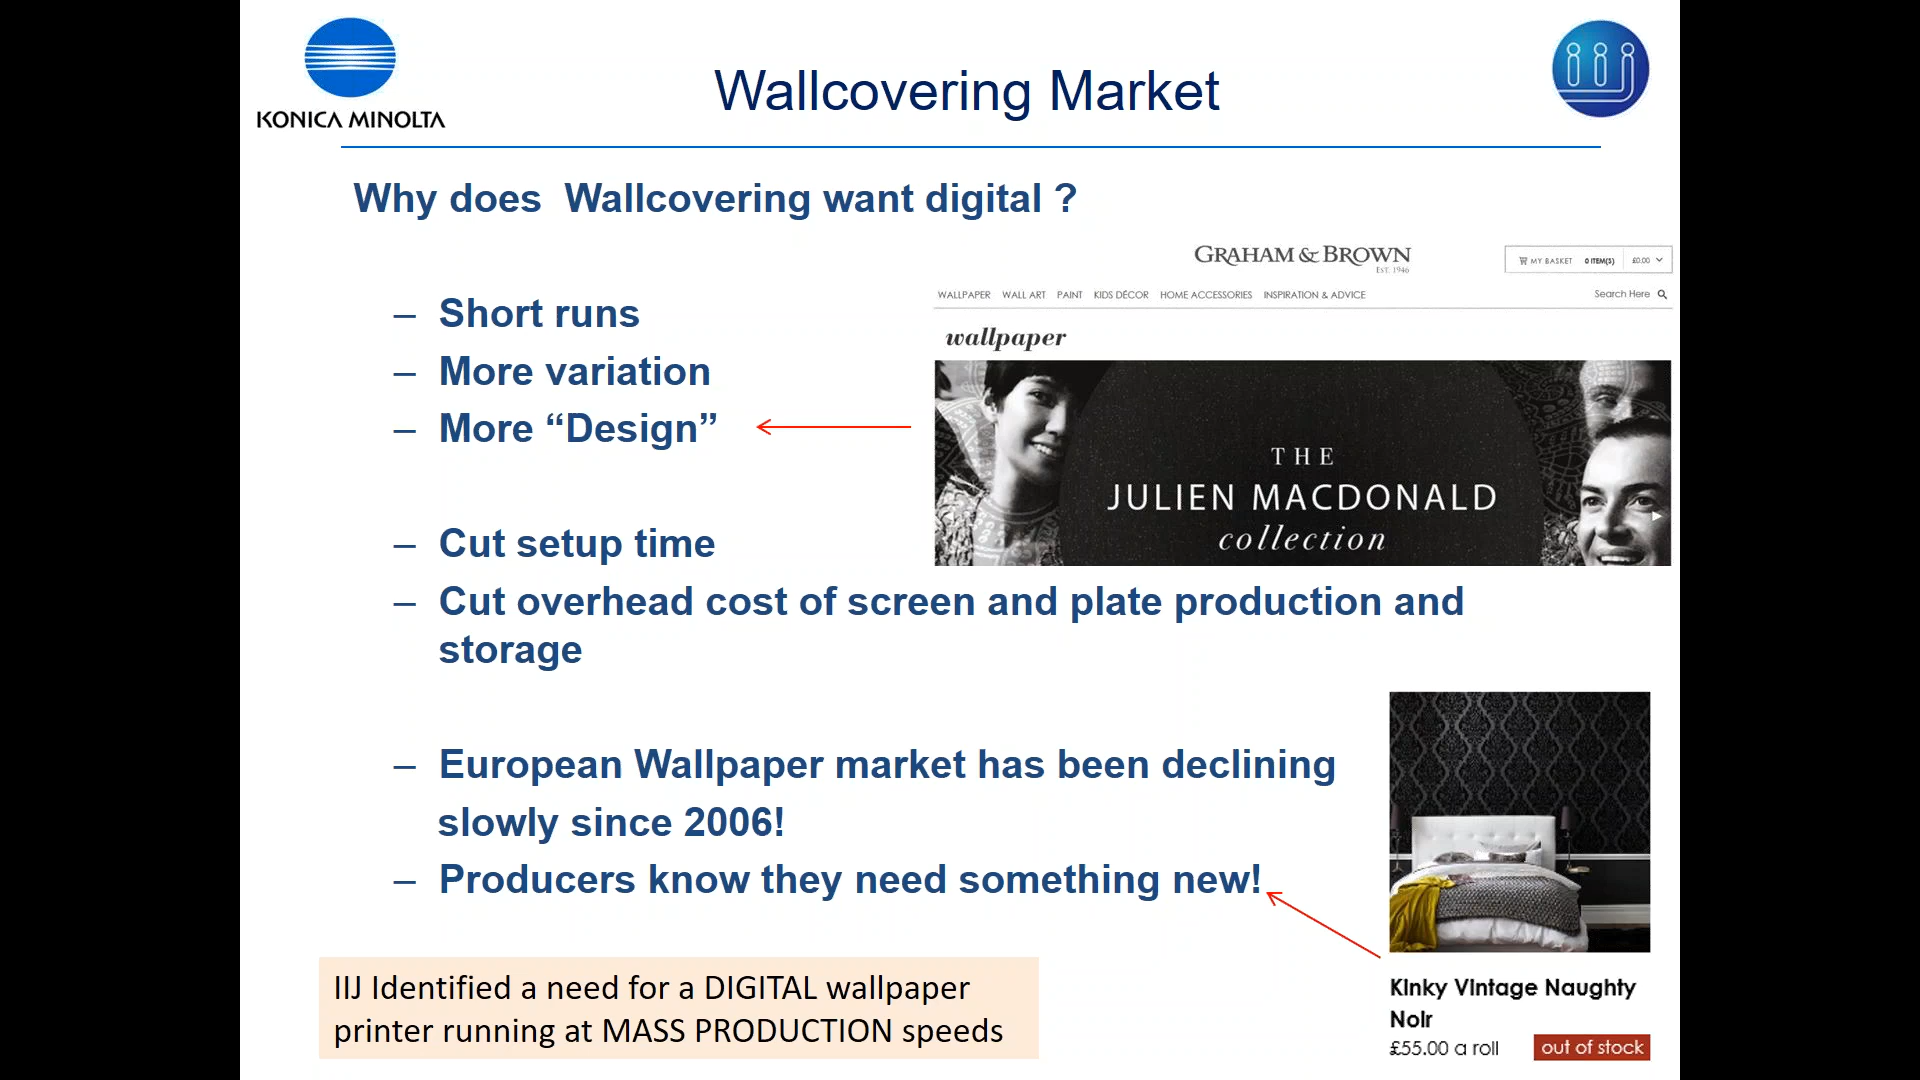 KONICA MINOLTA
Wallcovering Market
iij
Why does  Wallcovering want digital ?
GRAHAM & BROWN
EST. 1946
MY BASKET 0 ITEM(S) £0.00
WALLPAPER WALL ART PAINT KIDS DÉCOR HOME ACCESSORIES INSPIRATION & ADVICE
Search Here
wallpaper
– Short runs
– More variation
– More “Design”
THE
JULIEN MACDONALD
collection
– Cut setup time
– Cut overhead cost of screen and plate production and
storage
– European Wallpaper market has been declining
slowly since 2006!
– Producers know they need something new!
IIJ Identified a need for a DIGITAL wallpaper
printer running at MASS PRODUCTION speeds
Kinky Vintage Naughty
Noir
£55.00 a roll
out of stock